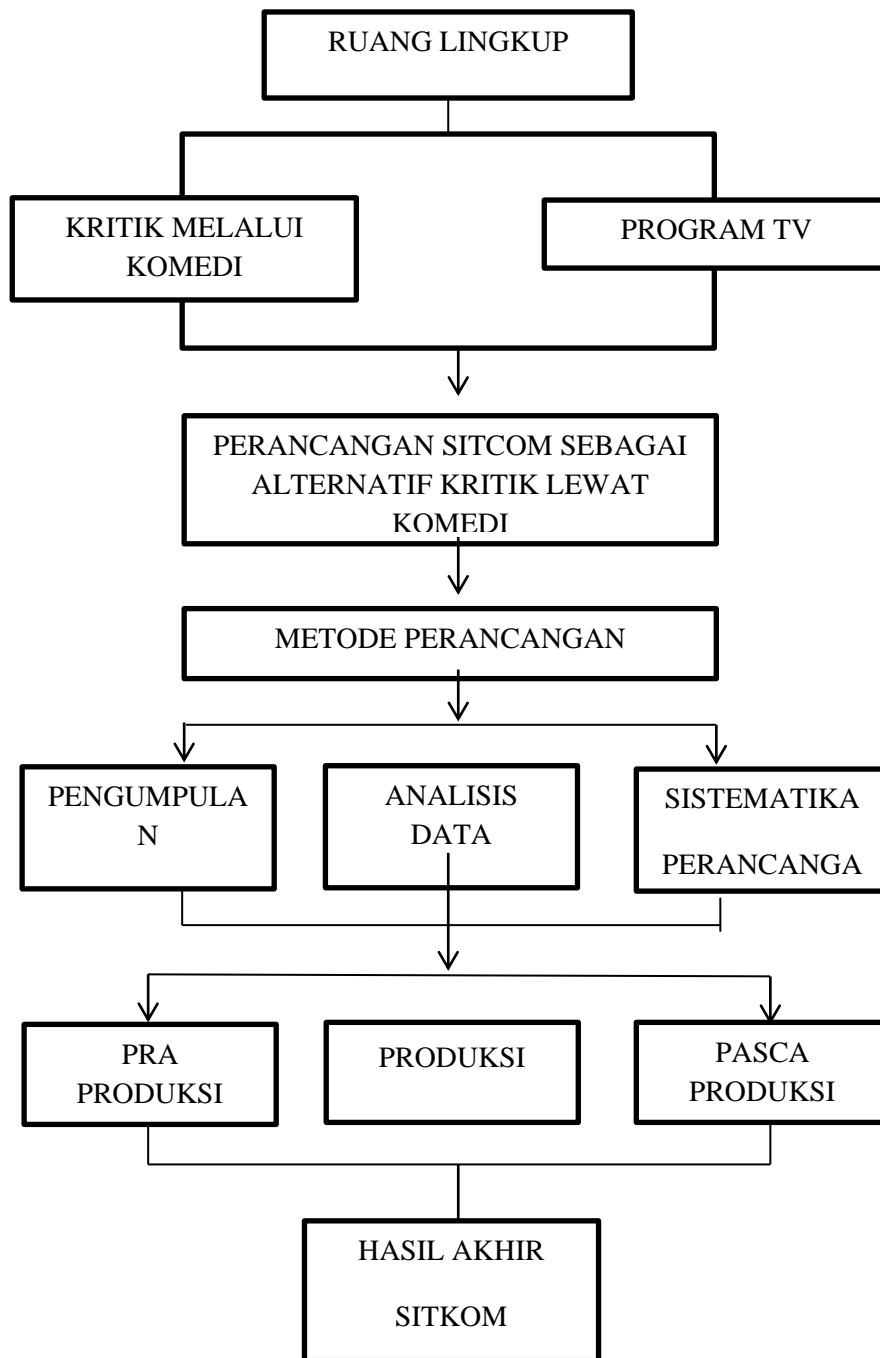 RUANG LINGKUP
KRITIK MELALUI
KOMEDI
PROGRAM TV
PERANCANGAN SITCOM SEBAGAI
ALTERNATIF KRITIK LEWAT
KOMEDI
METODE PERANCANGAN
PENGUMPULA
N
ANALISIS
DATA
SISTEMATIKA
PERANCANGA
PRA
PRODUKSI
PRODUKSI
PASCA
PRODUKSI
HASIL AKHIR
SITKOM